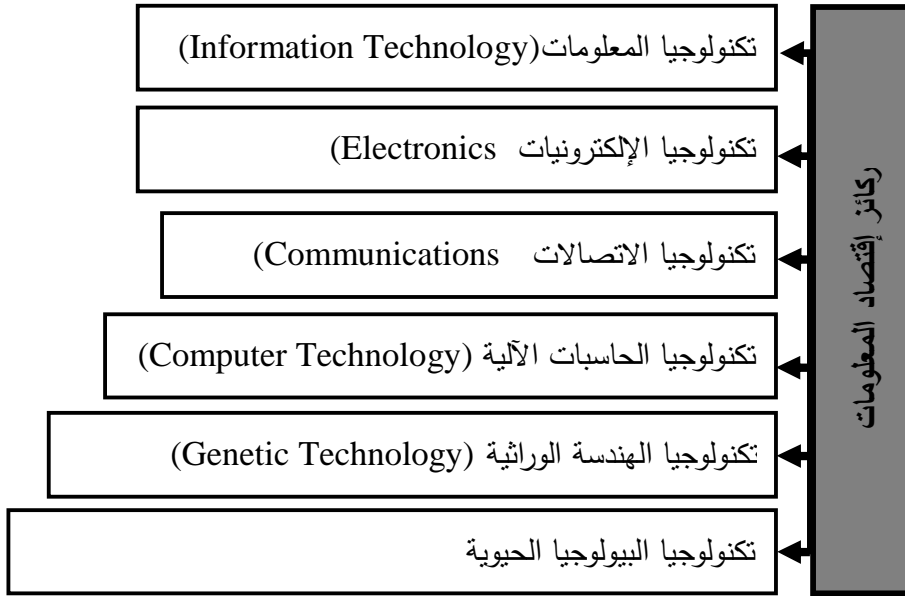 ركائز إقتصاد المعلومات
تكنولوجيا المعلومات(Information Technology)
تكنولوجيا الإلكترونيات Electronics)
تكنولوجيا الاتصالات Communications)
تكنولوجيا الحاسبات الآلية (Computer Technology)
تكنولوجيا الهندسة الوراثية (Genetic Technology)
تكنولوجيا البيولوجيا الحيوية